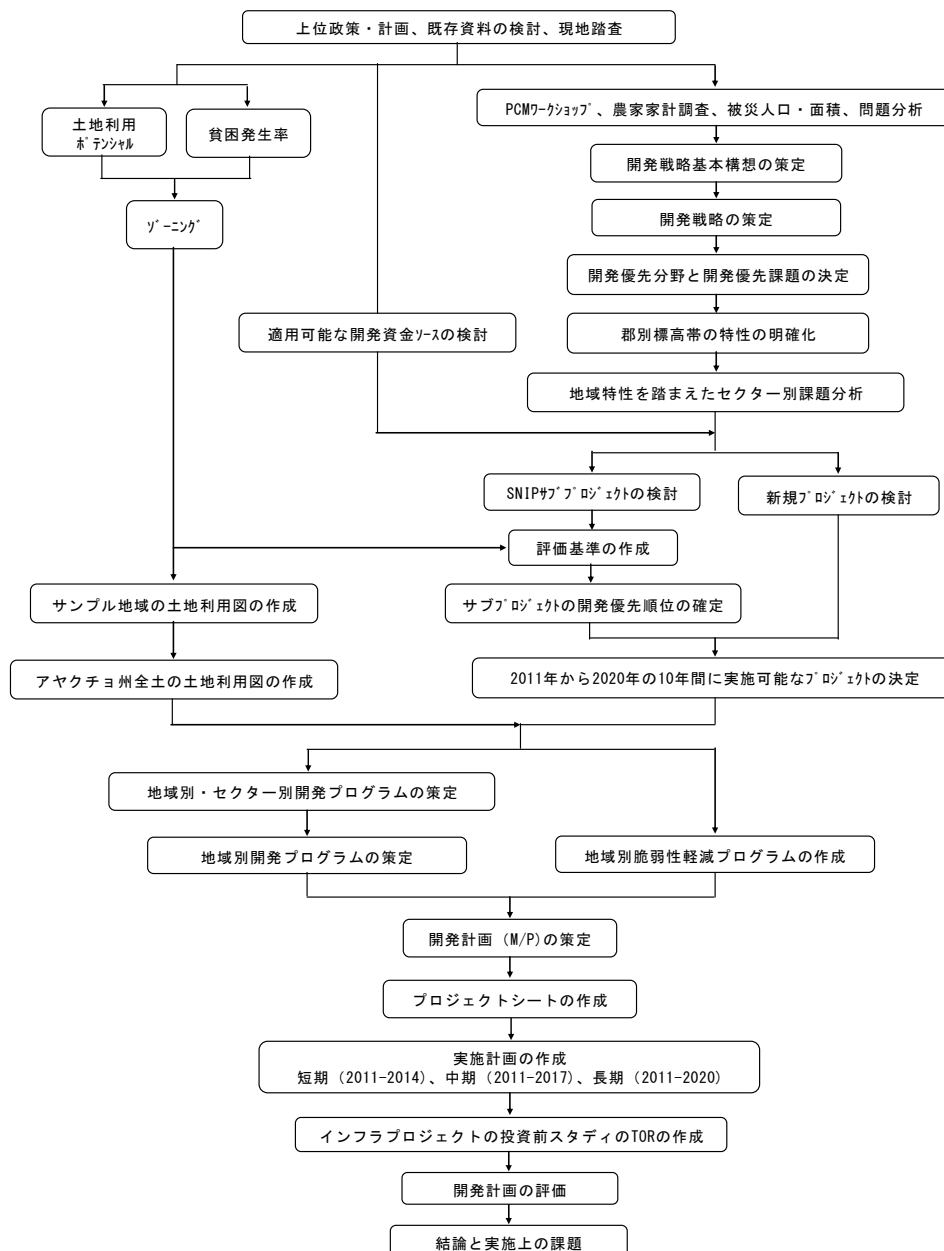 上位政策・計画、既存資料の検討、現地踏査
土地利用
ﾎﾟﾃﾝｼｬﾙ
貧困発生率
PCMﾜｰｸｼｮｯﾌﾟ、農家家計調査、被災人口・面積、問題分析
開発戦略基本構想の策定
ｿﾞｰﾆﾝｸﾞ
開発戦略の策定
開発優先分野と開発優先課題の決定
適用可能な開発資金ｿｰｽの検討
郡別標高帯の特性の明確化
地域特性を踏まえたセクター別課題分析
SNIPｻﾌﾞﾌﾟﾛｼﾞｪｸﾄの検討
新規ﾌﾟﾛｼﾞｪｸﾄの検討
評価基準の作成
サンプル地域の土地利用図の作成
サブﾌﾟﾛｼﾞｪｸﾄの開発優先順位の確定
アヤクチョ州全土の土地利用図の作成
2011年から2020年の10年間に実施可能なﾌﾟﾛｼﾞｪｸﾄの決定
地域別・セクター別開発プログラムの策定
地域別開発プログラムの策定
地域別脆弱性軽減プログラムの作成
開発計画 (M/P)の策定
プロジェクトシートの作成
実施計画の作成
短期 (2011-2014)、中期 (2011-2017)、長期 (2011-2020)
インフラプロジェクトの投資前スタディのTORの作成
開発計画の評価
結論と実施上の課題